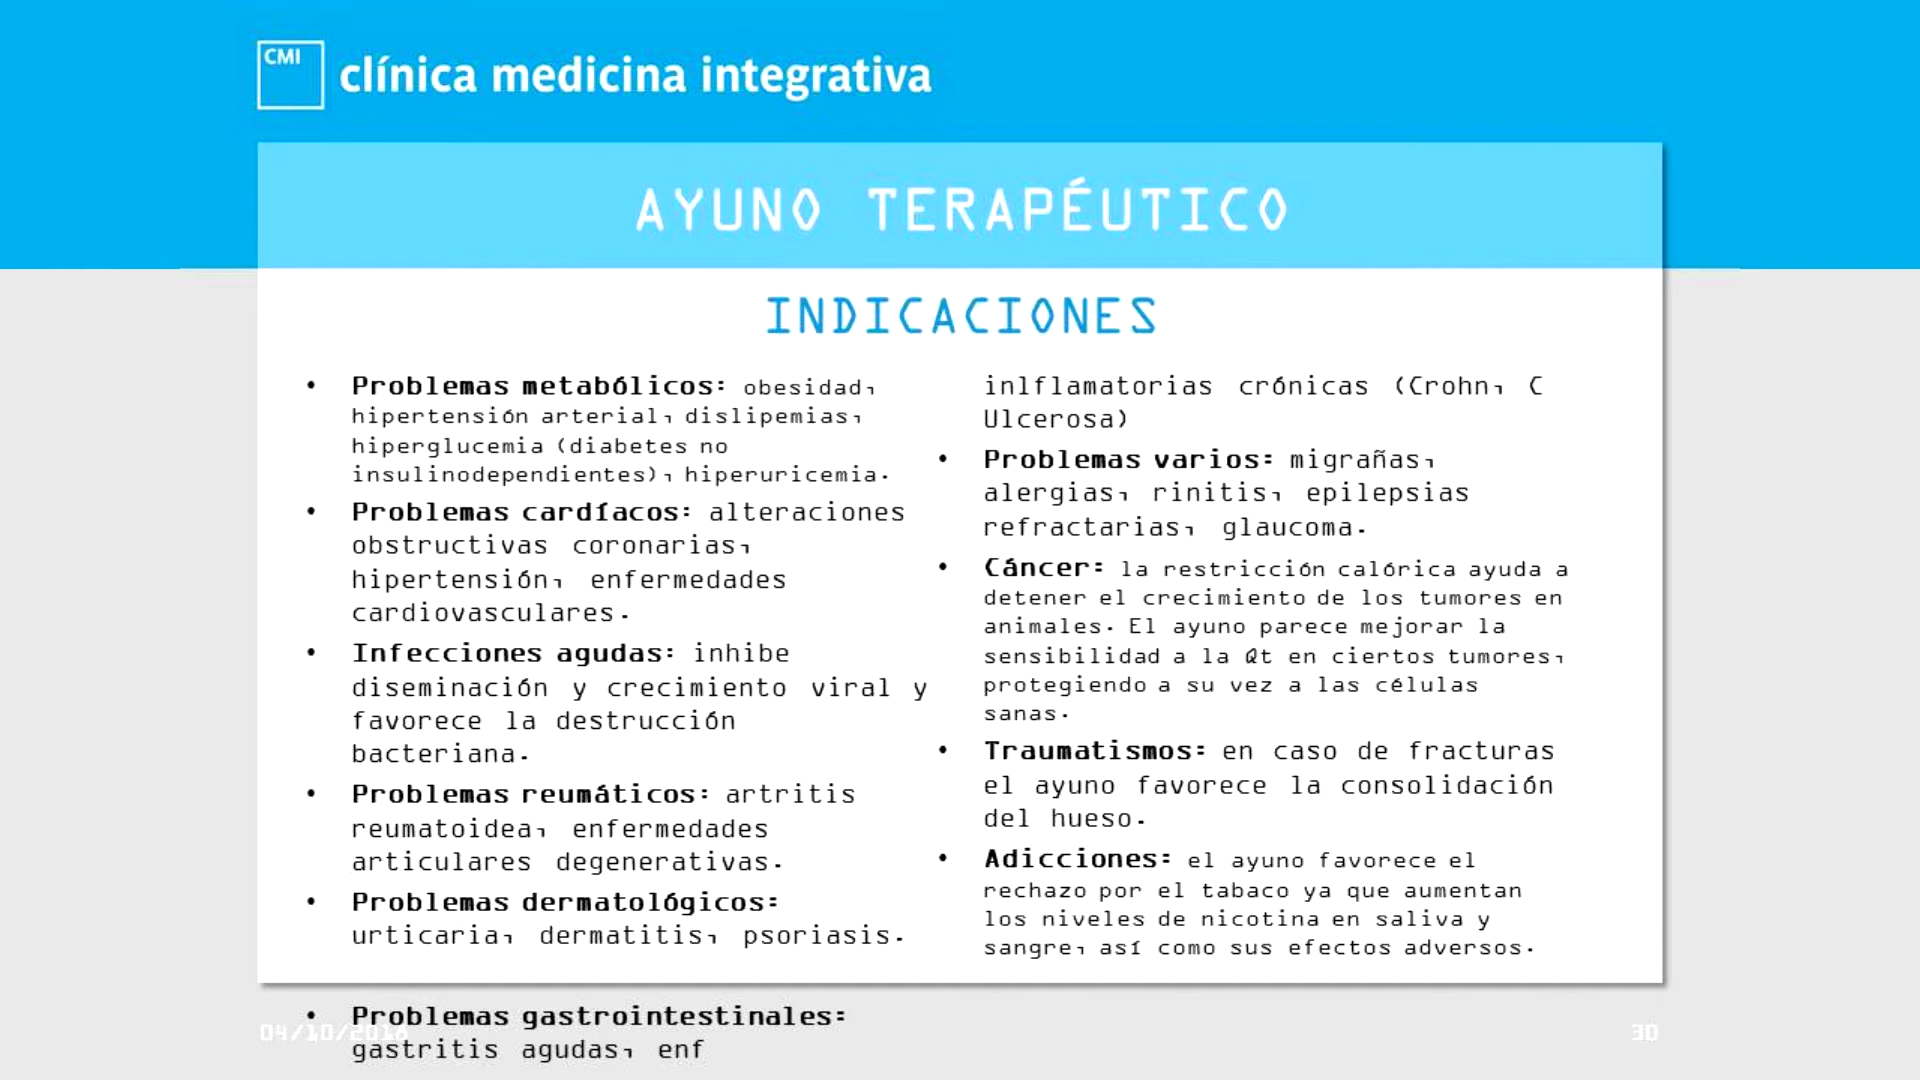 CMI
clínica medicina integrativa
AYUNO TERAPÉUTICO
INDICACIONES
• Problemas metabólicos: obesidad,
hipertensión arterial, dislipemias,
hiperglucemia (diabetes no
insulinodependientes), hiperuricemia.
• Problemas cardíacos: alteraciones
obstructivas coronarias,
hipertensión, enfermedades
cardiovasculares.
• Infecciones agudas: inhibe
diseminación y crecimiento viral y
favorece la destrucción
bacteriana.
• Problemas reumáticos: artritis
reumatoidea, enfermedades
articulares degenerativas.
• Problemas dermatológicos:
urticaria, dermatitis, psoriasis.
• Problemas gastrointestinales:
gastritis agudas, enf
inlflamatorias crónicas (Crohn, C
Ulcerosa)
• Problemas varios: migrañas,
alergias, rinitis, epilepsias
refractarias, glaucoma.
• Cáncer: la restricción calórica ayuda a
detener el crecimiento de los tumores en
animales. El ayuno parece mejorar la
sensibilidad a la Qt en ciertos tumores,
protegiendo a su vez a las células
sanas.
• Traumatismos: en caso de fracturas
el ayuno favorece la consolidación
del hueso.
• Adicciones: el ayuno favorece el
rechazo por el tabaco ya que aumentan
los niveles de nicotina en saliva y
sangre, así como sus efectos adversos.
04/10/2018
30